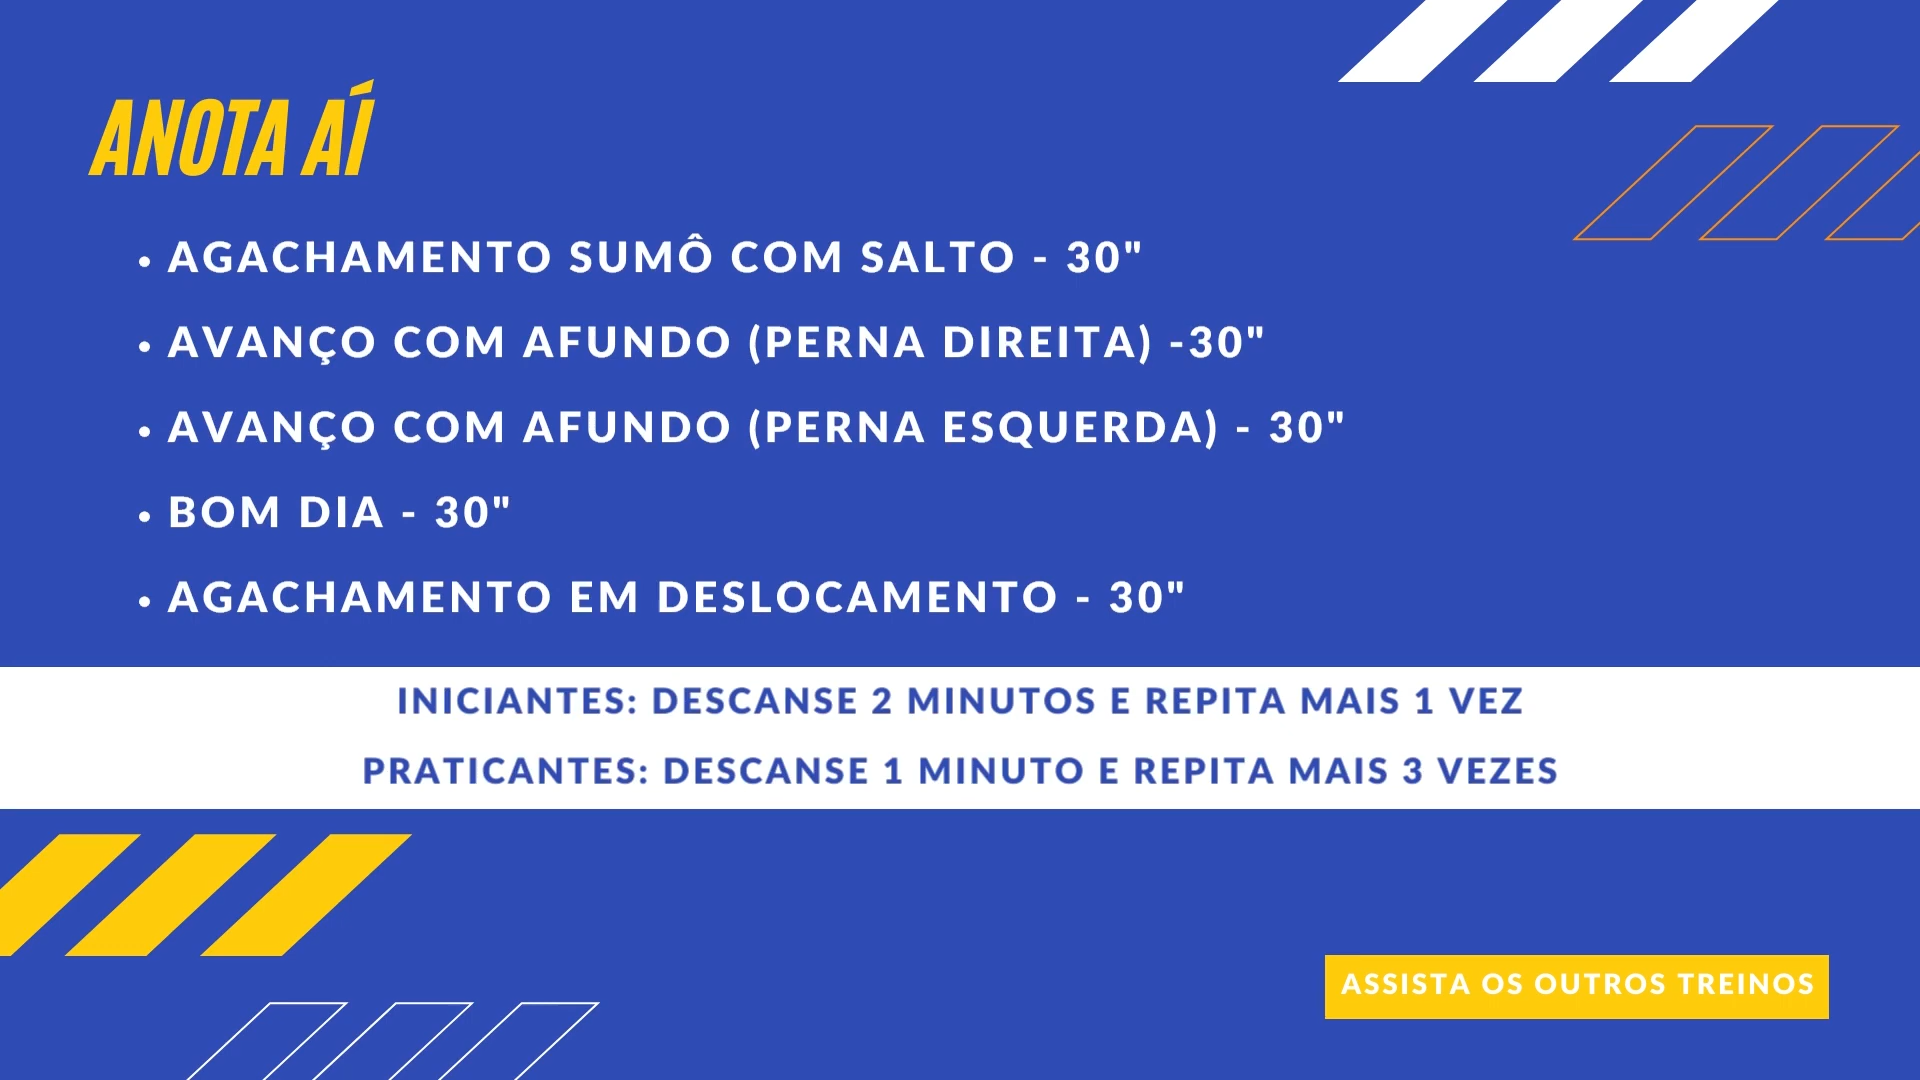 ANOTA AÍ
• AGACHAMENTO SUMÔ COM SALTO - 30"
• AVANÇO COM AFUNDO (PERNA DIREITA) -30"
• AVANÇO COM AFUNDO (PERNA ESQUERDA) - 30"
• BOM DIA - 30"
• AGACHAMENTO EM DESLOCAMENTO - 30"
INICIANTES: DESCANSE 2 MINUTOS E REPITA MAIS 1 VEZ
PRATICANTES: DESCANSE 1 MINUTO E REPITA MAIS 3 VEZES
ASSISTA OS OUTROS TREINOS